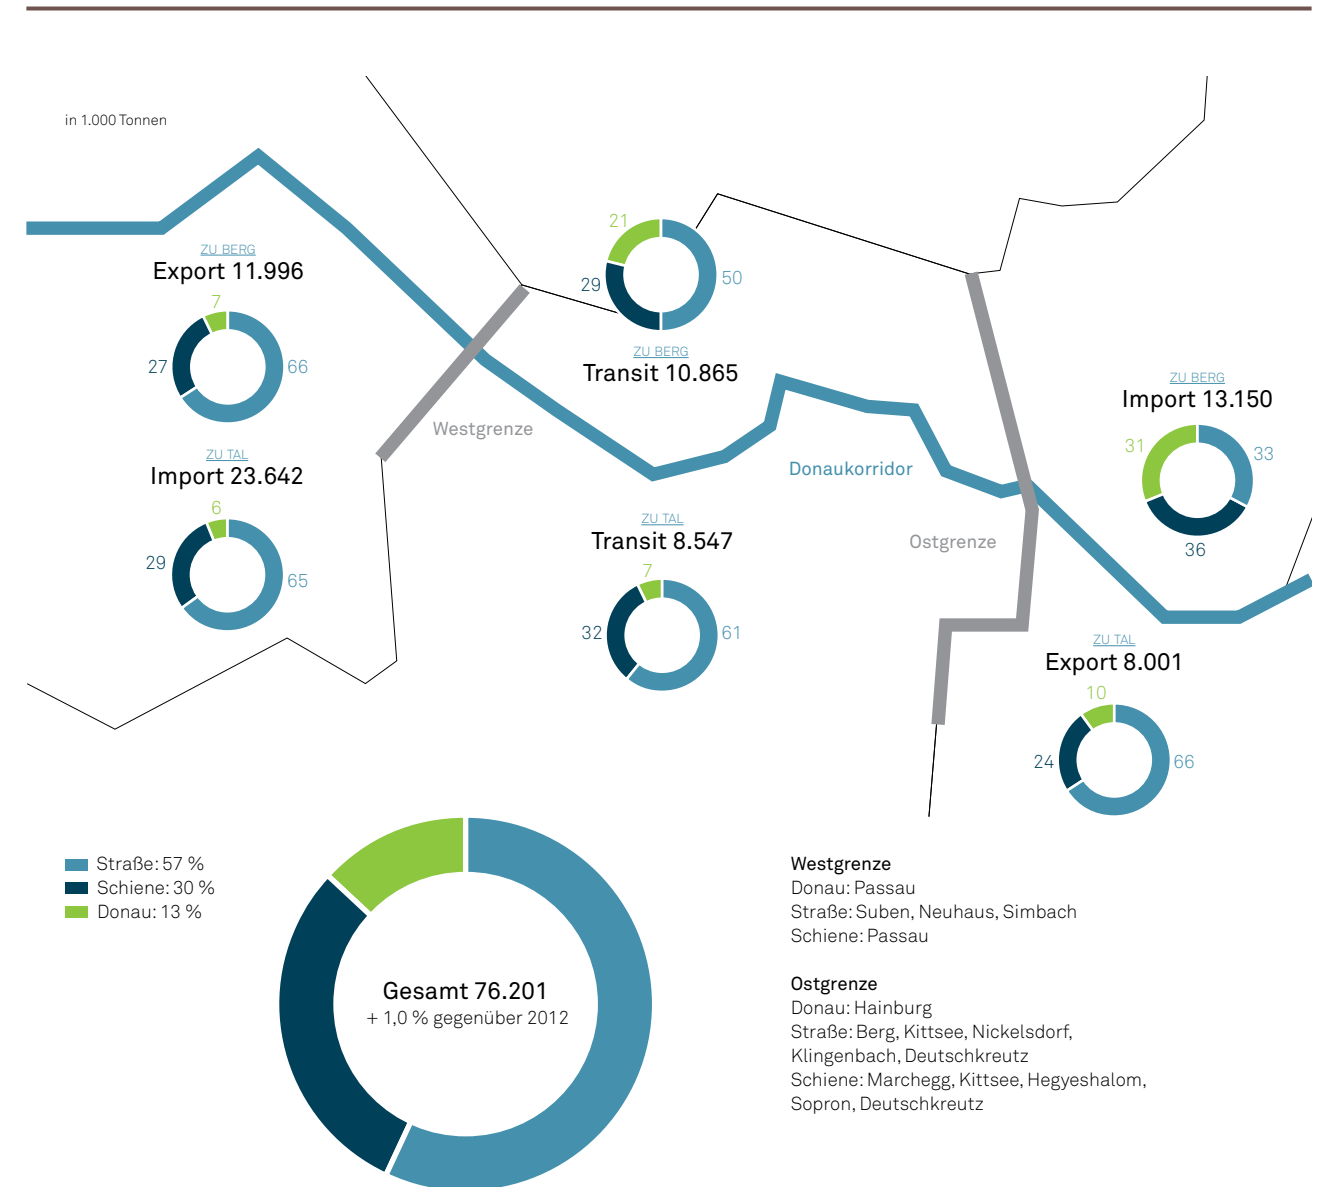 in 1.000 Tonnen
ZU BERG
Export 11.996
7
27
66
ZU TAL
Import 23.642
6
29
65
21
29
50
ZU BERG
Transit 10.865
Westgrenze
Donaukorridor
ZU TAL
Transit 8.547
7
32
61
Ostgrenze
ZU BERG
Import 13.150
31
33
36
ZU TAL
Export 8.001
10
24
66
Straße: 57 %
Schiene: 30 %
Donau: 13 %
Gesamt 76.201
+ 1,0 % gegenüber 2012
Westgrenze
Donau: Passau
Straße: Suben, Neuhaus, Simbach
Schiene: Passau
Ostgrenze
Donau: Hainburg
Straße: Berg, Kittsee, Nickelsdorf,
Klingenbach, Deutschkreutz
Schiene: Marchegg, Kittsee, Hegyeshalom,
Sopron, Deutschkreutz